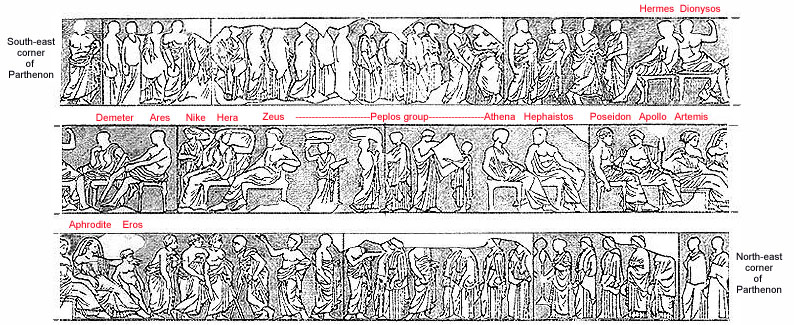 Hermes Dionysos
South-east
corner
of
Parthenon
Demeter Ares Nike Hera Zeus Peplos group Athena Hephaistos Poseidon Apollo Artemis
Aphrodite Eros
North-east
corner
of
Parthenon